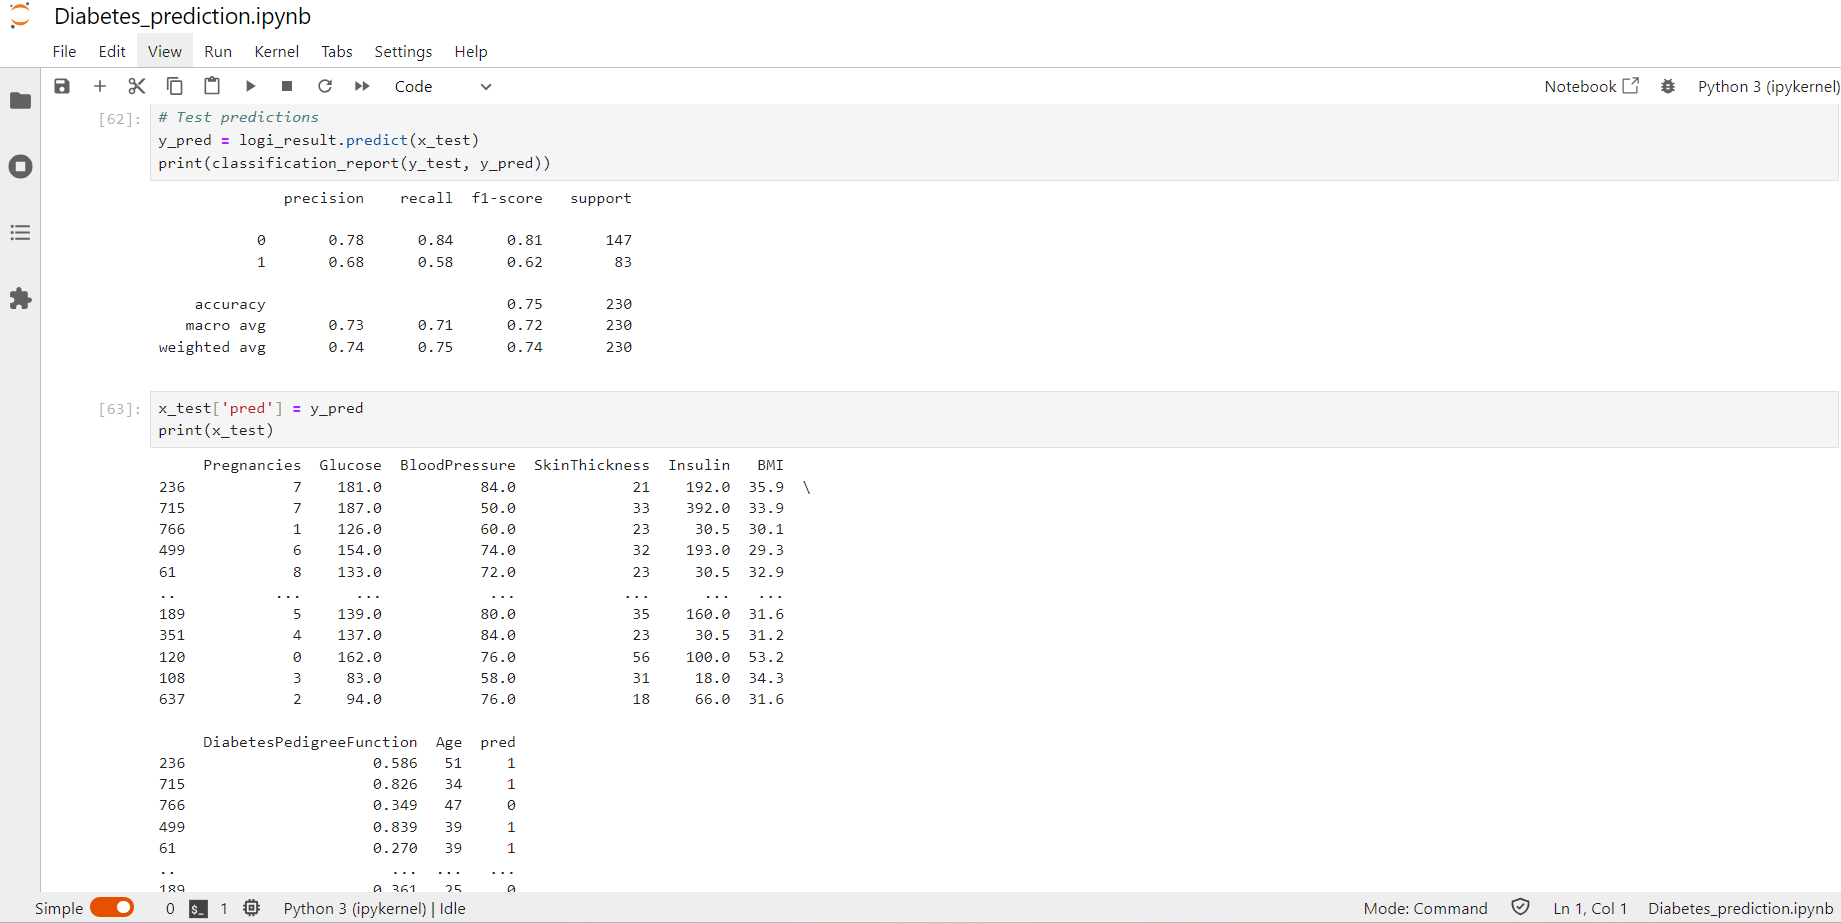 Diabetes_prediction.ipynb
File Edit View Run Kernel Tabs Settings Help
Code Notebook Python 3 (ipykernel)
[62]: # Test predictions
y_pred = logi_result.predict(x_test)
print(classification_report(y_test, y_pred))
precision recall f1-score support
0 0.78 0.84 0.81 147
1 0.68 0.58 0.62 83
accuracy 0.75 230
macro avg 0.73 0.71 0.72 230
weighted avg 0.74 0.75 0.74 230
[63]: x_test['pred'] = y_pred
print(x_test)
Pregnancies Glucose BloodPressure SkinThickness Insulin BMI
236 7 181.0 84.0 21 192.0 35.9 \
715 7 187.0 50.0 33 392.0 33.9
766 1 126.0 60.0 23 30.5 30.1
499 6 154.0 74.0 32 193.0 29.3
61 8 133.0 72.0 23 30.5 32.9
.. ... ... ... ... ... ...
189 5 139.0 80.0 35 160.0 31.6
351 4 137.0 84.0 23 30.5 31.2
120 0 162.0 76.0 56 100.0 53.2
108 3 83.0 58.0 31 18.0 34.3
637 2 94.0 76.0 18 66.0 31.6
DiabetesPedigreeFunction Age pred
236 0.586 51 1
715 0.826 34 1
766 0.349 47 0
499 0.839 39 1
61 0.270 39 1
.. ... ... ...
189 0.361 25 0
Simple 0 $_ 1 Python 3 (ipykernel) | Idle Mode: Command Ln 1, Col 1 Diabetes_prediction.ipynb